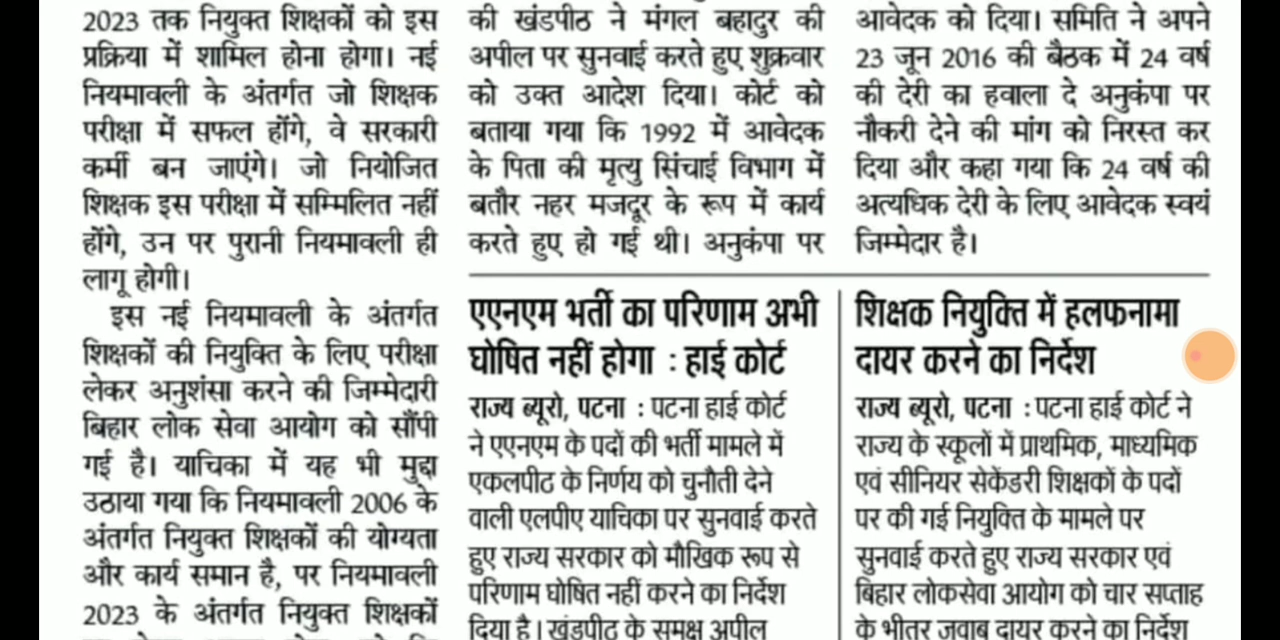 2023 तक नियुक्त शिक्षकों को इस
प्रक्रिया में शामिल होना होगा। नई
नियमावली के अंतर्गत जो शिक्षक
परीक्षा में सफल होंगे, वे सरकारी
कर्मी बन जाएंगे। जो नियोजित
शिक्षक इस परीक्षा में सम्मिलित नहीं
होंगे, उन पर पुरानी नियमावली ही
लागू होगी।
इस नई नियमावली के अंतर्गत
शिक्षकों की नियुक्ति के लिए परीक्षा
लेकर अनुशंसा करने की जिम्मेदारी
बिहार लोक सेवा आयोग को सौंपी
गई है। याचिका में यह भी मुद्दा
उठाया गया कि नियमावली 2006 के
अंतर्गत नियुक्त शिक्षकों की योग्यता
और कार्य समान है, पर नियमावली
2023 के अंतर्गत नियुक्त शिक्षकों
की खंडपीठ ने मंगल बहादुर की
अपील पर सुनवाई करते हुए शुक्रवार
को उक्त आदेश दिया। कोर्ट को
बताया गया कि 1992 में आवेदक
के पिता की मृत्यु सिंचाई विभाग में
बतौर नहर मजदूर के रूप में कार्य
करते हुए हो गई थी। अनुकंपा पर
आवेदक को दिया। समिति ने अपने
23 जून 2016 की बैठक में 24 वर्ष
की देरी का हवाला दे अनुकंपा पर
नौकरी देने की मांग को निरस्त कर
दिया और कहा गया कि 24 वर्ष की
अत्यधिक देरी के लिए आवेदक स्वयं
जिम्मेदार है।
एएनएम भर्ती का परिणाम अभी
घोषित नहीं होगा : हाई कोर्ट
राज्य ब्यूरो, पटना : पटना हाई कोर्ट
ने एएनएम के पदों की भर्ती मामले में
एकलपीठ के निर्णय को चुनौती देने
वाली एलपीए याचिका पर सुनवाई करते
हुए राज्य सरकार को मौखिक रूप से
परिणाम घोषित नहीं करने का निर्देश
दिया है। खंडपीठ के समक्ष अपील
शिक्षक नियुक्ति में हलफनामा
दायर करने का निर्देश
राज्य ब्यूरो, पटना : पटना हाई कोर्ट ने
राज्य के स्कूलों में प्राथमिक, माध्यमिक
एवं सीनियर सेकेंडरी शिक्षकों के पदों
पर की गई नियुक्ति के मामले पर
सुनवाई करते हुए राज्य सरकार एवं
बिहार लोकसेवा आयोग को चार सप्ताह
के भीतर जवाब दायर करने का निर्देश